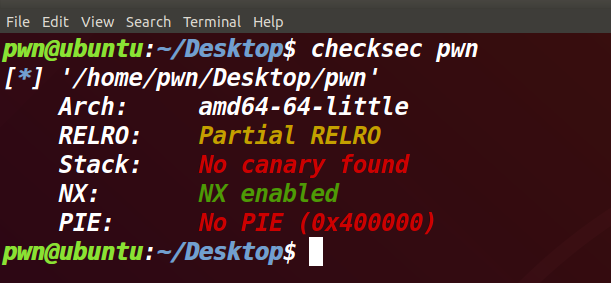 File Edit View Search Terminal Help
pwn@ubuntu:~/Desktop$ checksec pwn
[*] '/home/pwn/Desktop/pwn'
    Arch:     amd64-64-little
    RELRO:    Partial RELRO
    Stack:    No canary found
    NX:       NX enabled
    PIE:      No PIE (0x400000)
pwn@ubuntu:~/Desktop$